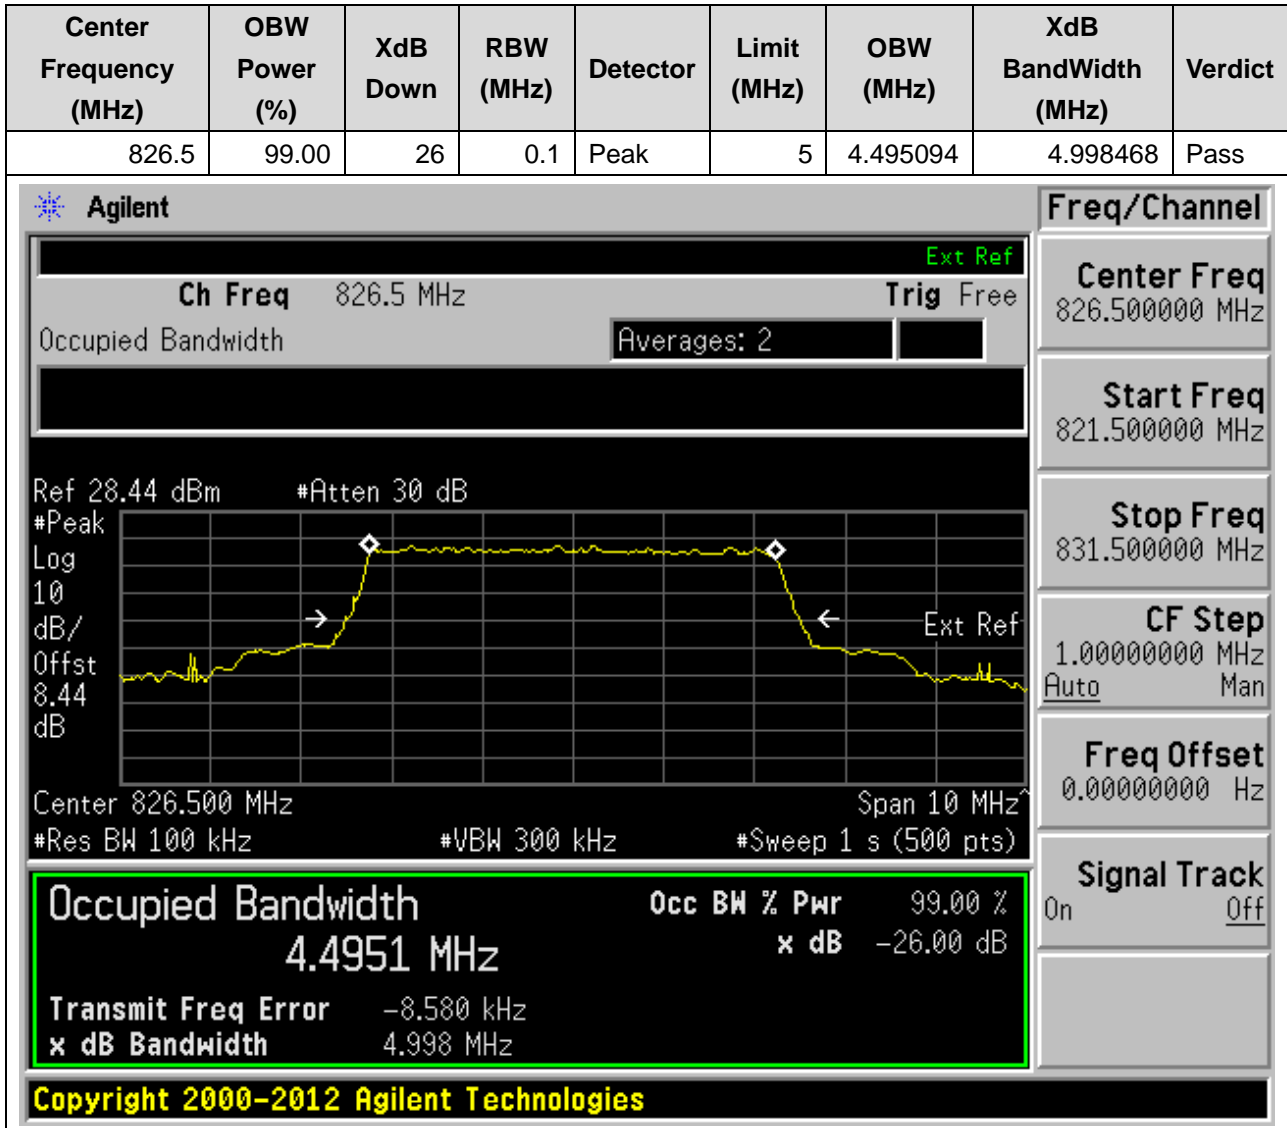 Center Frequency (MHz) OBW Power (%) XdB Down RBW (MHz) Detector Limit (MHz) OBW (MHz) XdB BandWidth (MHz) Verdict
826.5 99.00 26 0.1 Peak 5 4.495094 4.998468 Pass
Agilent
Freq/Channel
Ext Ref
Ch Freq 826.5 MHz Trig Free
Occupied Bandwidth Averages: 2
Ref 28.44 dBm #Atten 30 dB
#Peak
Log
10
dB/
Offst
8.44
dB
Ext Ref
Center 826.500 MHz Span 10 MHz^
#Res BW 100 kHz #VBW 300 kHz #Sweep 1 s (500 pts)
Occupied Bandwidth Occ BW % Pwr 99.00 %
4.4951 MHz x dB -26.00 dB
Transmit Freq Error -8.580 kHz
x dB Bandwidth 4.998 MHz
Center Freq
826.500000 MHz
Start Freq
821.500000 MHz
Stop Freq
831.500000 MHz
CF Step
1.00000000 MHz
Auto Man
Freq Offset
0.00000000 Hz
Signal Track
On Off
Copyright 2000-2012 Agilent Technologies